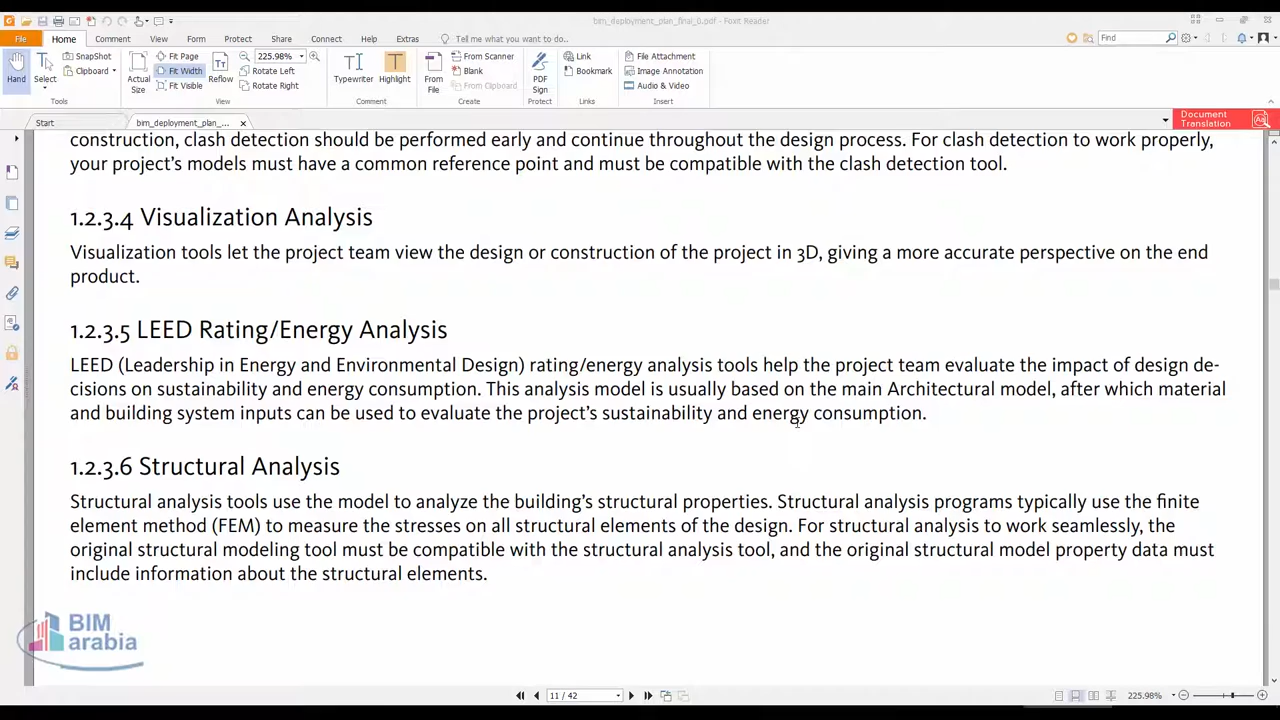 bim_deployment_plan_final_0.pdf - Foxit Reader
File Home Comment View Form Protect Share Connect Help Extras Tell me what you want to do.. Find
Hand
Select
SnapShot
Clipboard
Tools
Actual Size
Fit Page
Fit Width
Fit Visible
Reflow
225.98%
Rotate Left
Rotate Right
View
Typewriter
Highlight
Comment
From File
From Scanner
Blank
From Clipboard
Create
PDF Sign
Protect
Link
Bookmark
Links
File Attachment
Image Annotation
Audio & Video
Insert
Start bim_deployment_plan_... Document
Translation
construction, clash detection should be performed early and continue throughout the design process. For clash detection to work properly,
your project's models must have a common reference point and must be compatible with the clash detection tool.
1.2.3.4 Visualization Analysis
Visualization tools let the project team view the design or construction of the project in 3D, giving a more accurate perspective on the end
product.
1.2.3.5 LEED Rating/Energy Analysis
LEED (Leadership in Energy and Environmental Design) rating/energy analysis tools help the project team evaluate the impact of design de-
cisions on sustainability and energy consumption. This analysis model is usually based on the main Architectural model, after which material
and building system inputs can be used to evaluate the project's sustainability and energy consumption.
1.2.3.6 Structural Analysis
Structural analysis tools use the model to analyze the building's structural properties. Structural analysis programs typically use the finite
element method (FEM) to measure the stresses on all structural elements of the design. For structural analysis to work seamlessly, the
original structural modeling tool must be compatible with the structural analysis tool, and the original structural model property data must
include information about the structural elements.
BIM
arabia
11 / 42 225.98%